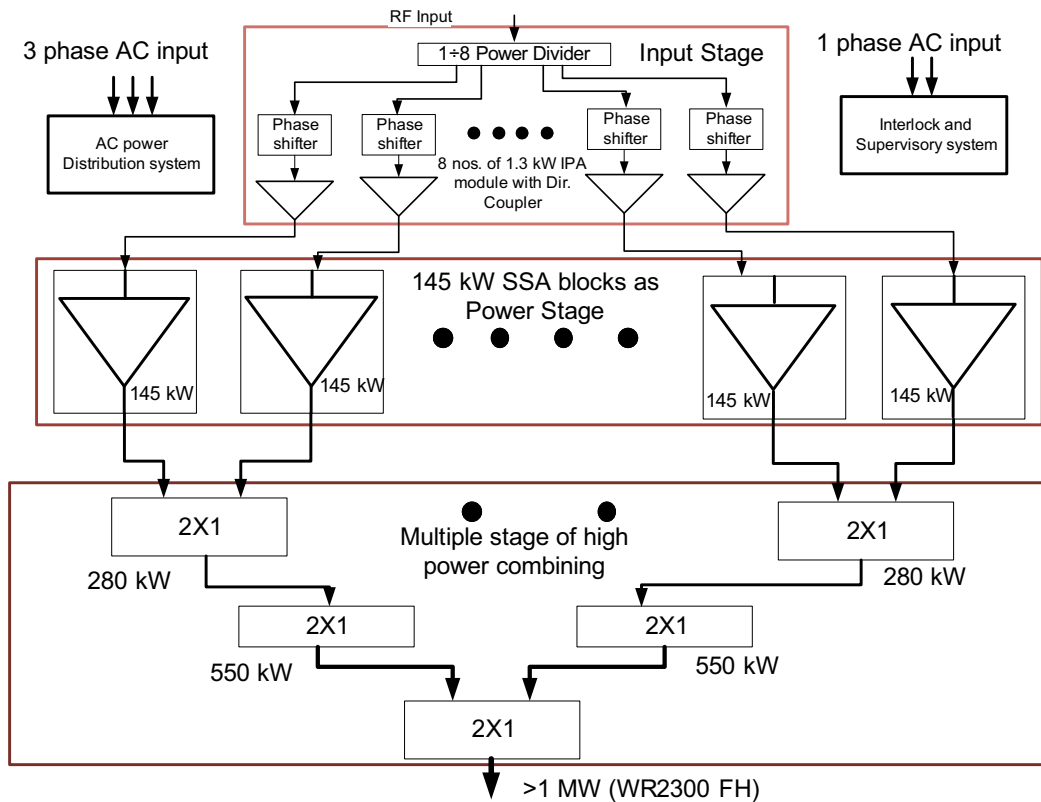 RF Input
3 phase AC input
1÷8 Power Divider
Input Stage
1 phase AC input
AC power
Distribution system
Phase
shifter
Phase
shifter
Phase
shifter
Phase
shifter
Interlock and
Supervisory system
8 nos. of 1.3 kW IPA
module with Dir.
Coupler
145 kW SSA blocks as
Power Stage
145 kW
145 kW
145 kW
145 kW
2X1
2X1
Multiple stage of high
power combining
280 kW
280 kW
2X1
2X1
550 kW
550 kW
2X1
>1 MW (WR2300 FH)